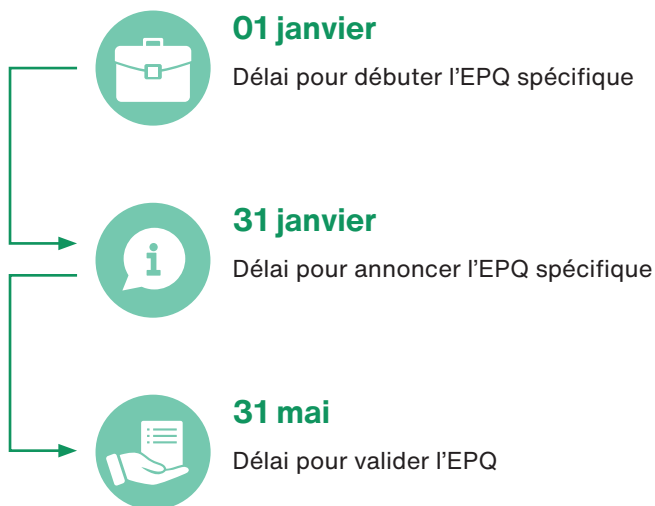 01 janvier
Délai pour débuter l’EPQ spécifique
31 janvier
Délai pour annoncer l’EPQ spécifique
31 mai
Délai pour valider l’EPQ